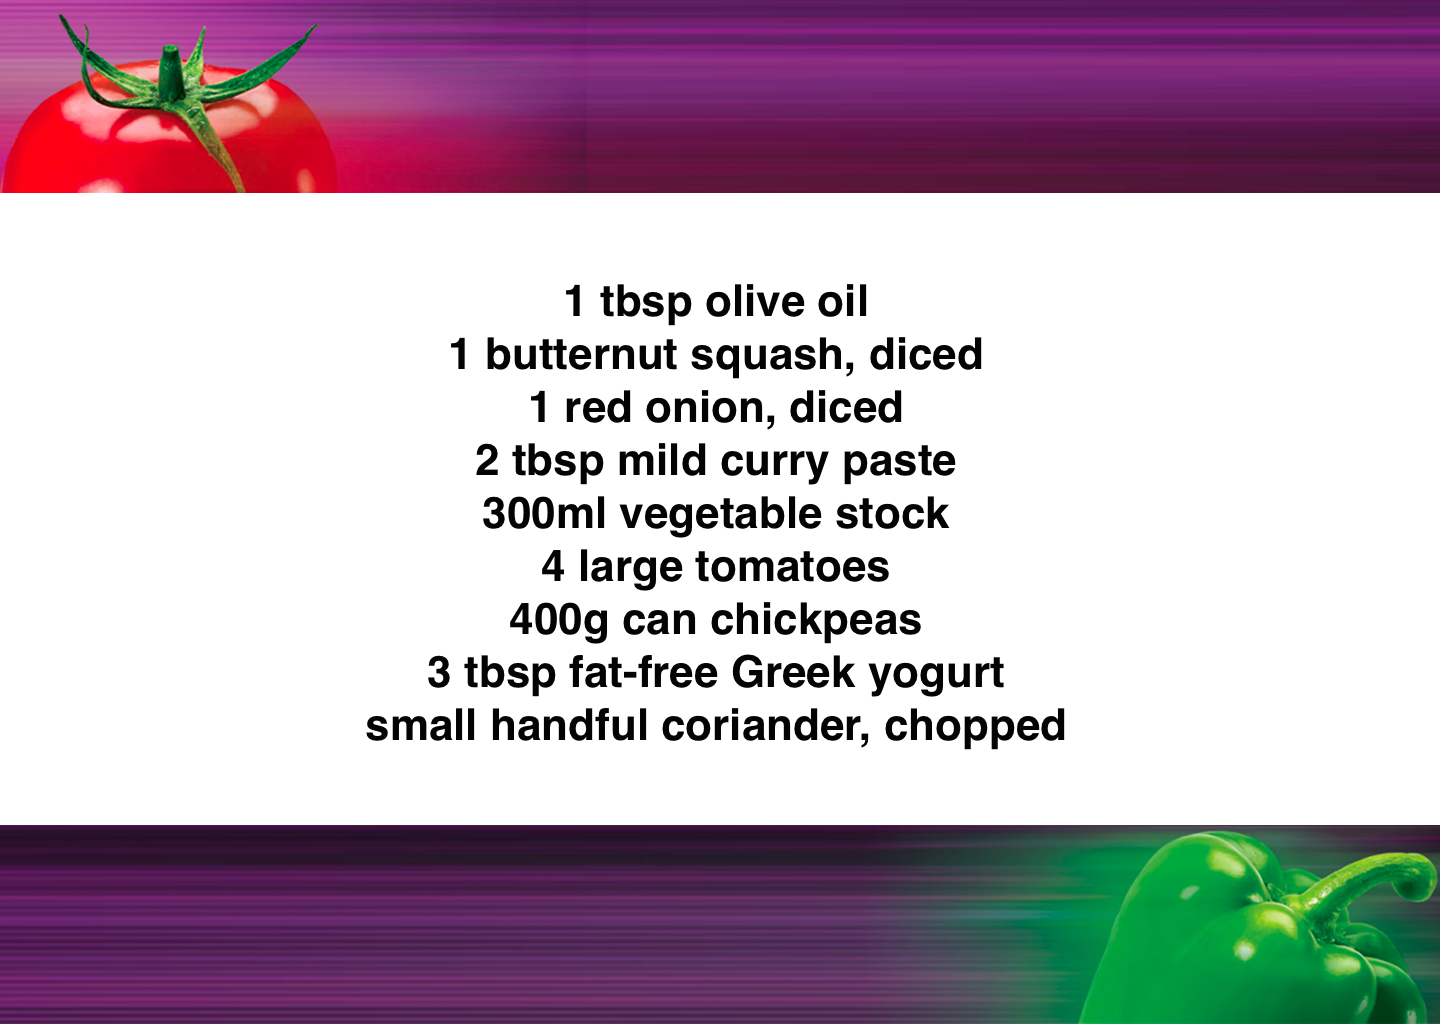 1 tbsp olive oil
1 butternut squash, diced
1 red onion, diced
2 tbsp mild curry paste
300ml vegetable stock
4 large tomatoes
400g can chickpeas
3 tbsp fat-free Greek yogurt
small handful coriander, chopped